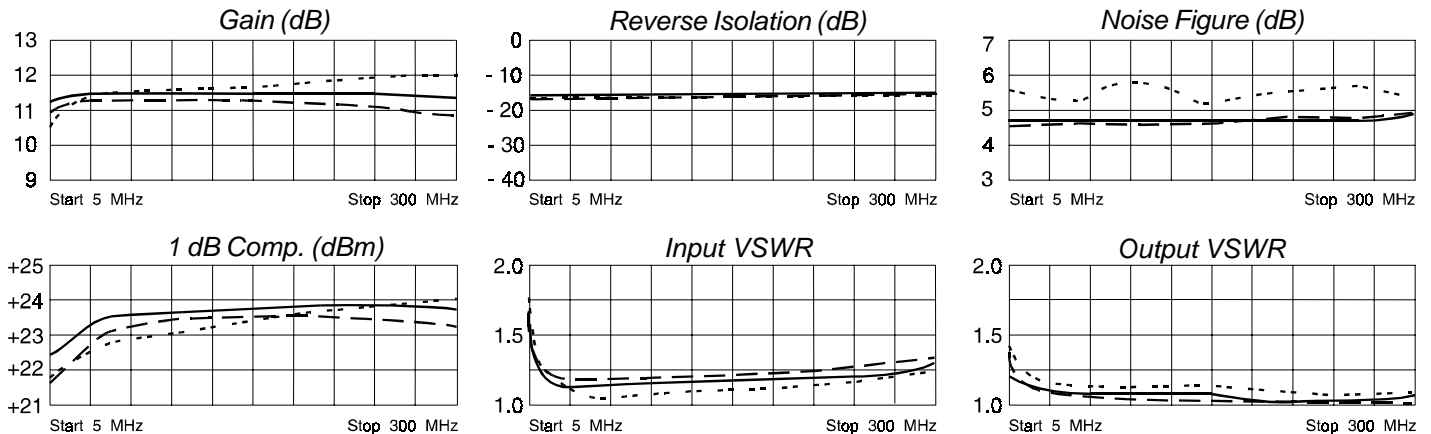 Gain (dB)
13
12
11
10
9
Start 5 MHz
Stop 300 MHz
Reverse Isolation (dB)
0
- 10
- 20
- 30
- 40
Start 5 MHz
Stop 300 MHz
Noise Figure (dB)
7
6
5
4
3
Start 5 MHz
Stop 300 MHz
1 dB Comp. (dBm)
+25
+24
+23
+22
+21
Start 5 MHz
Stop 300 MHz
Input VSWR
2.0
1.5
1.0
Start 5 MHz
Stop 300 MHz
Output VSWR
2.0
1.5
1.0
Start 5 MHz
Stop 300 MHz